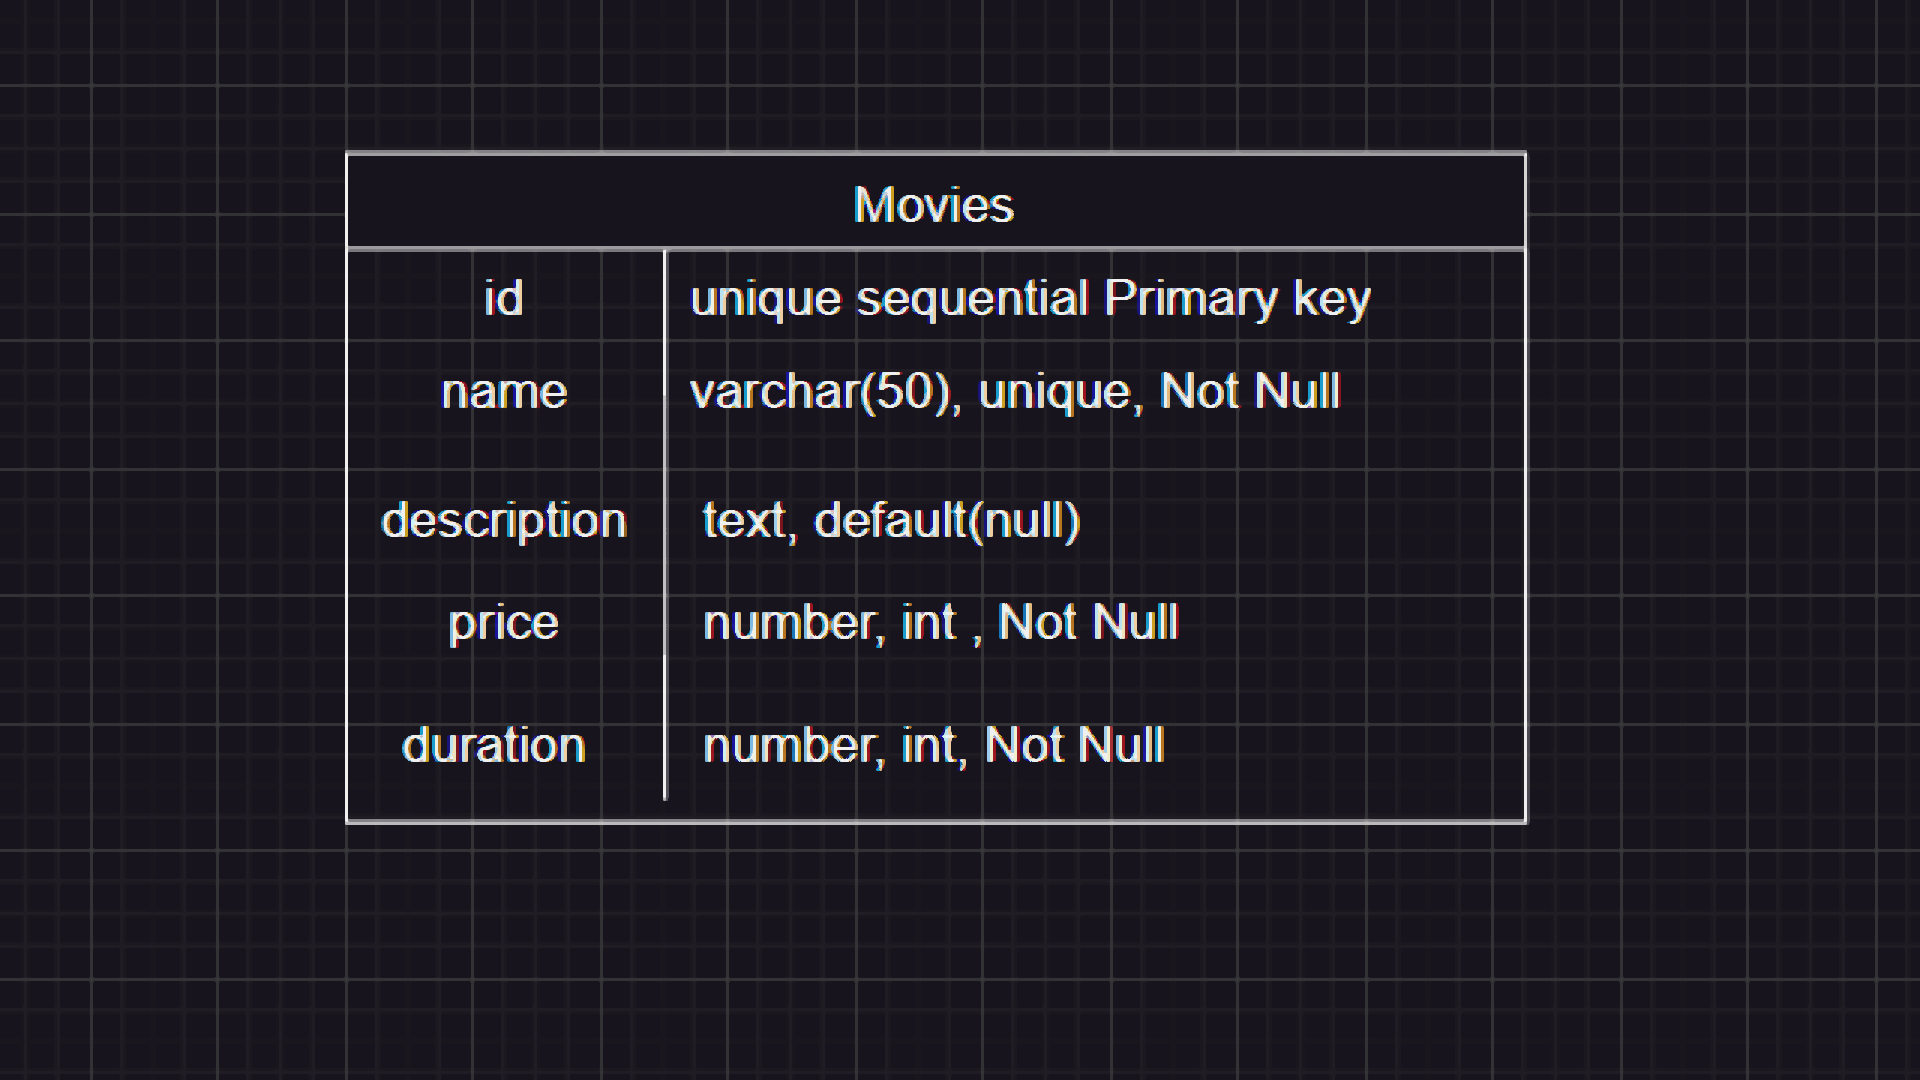 Movies
id unique sequential Primary key
name varchar(50), unique, Not Null
description text, default(null)
price number, int , Not Null
duration number, int, Not Null